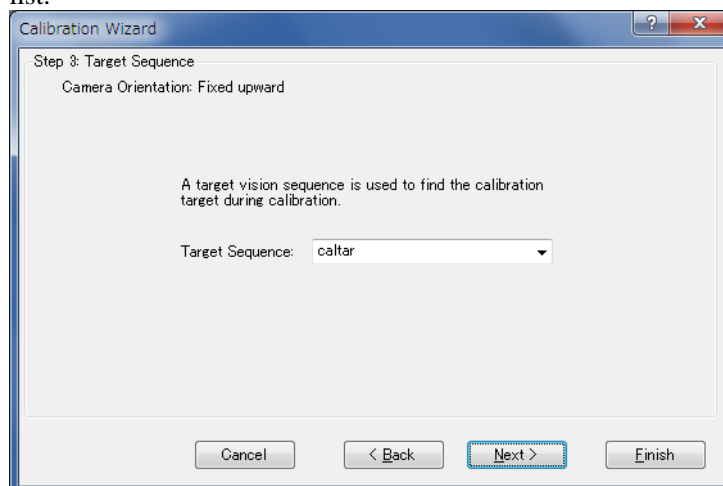 list.
Calibration Wizard
Step 3: Target Sequence
Camera Orientation: Fixed upward
A target vision sequence is used to find the calibration
target during calibration.
Target Sequence: caltar
Cancel < Back Next > Finish